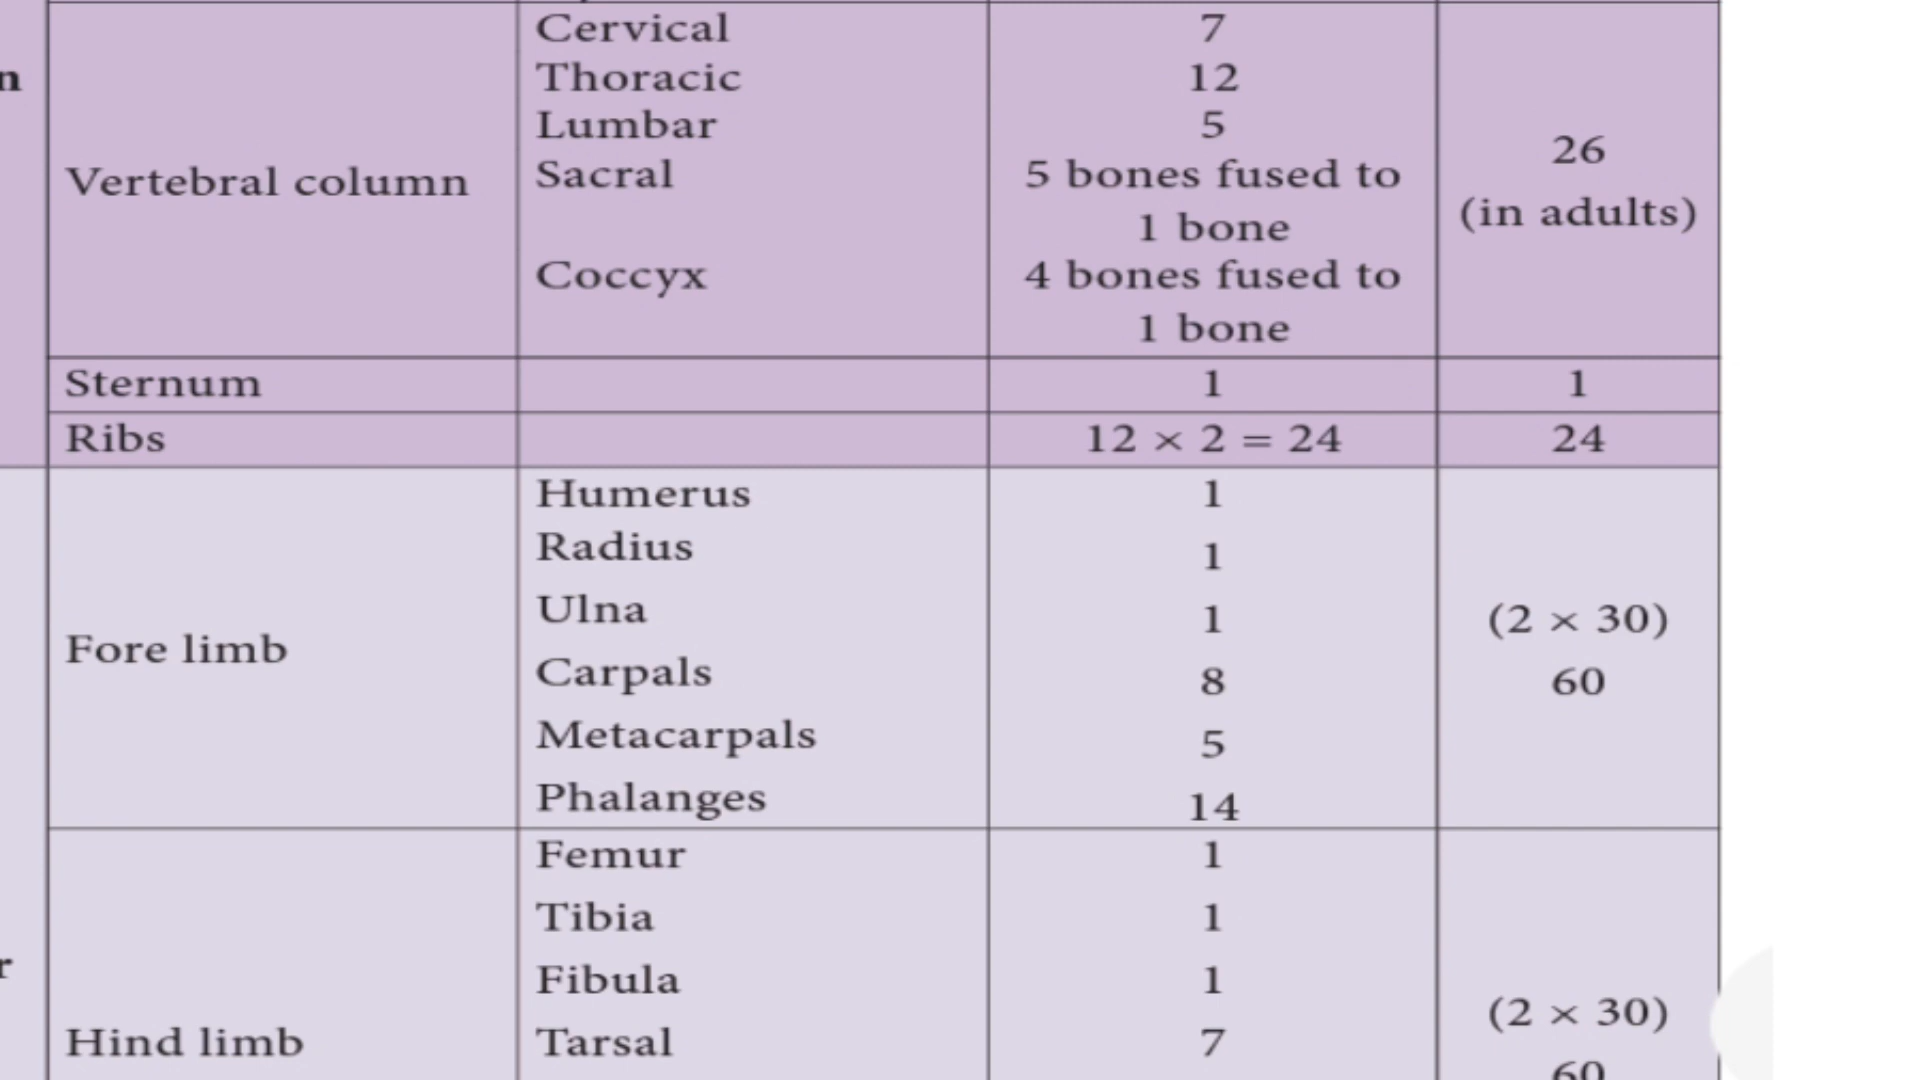 n
Vertebral column
Cervical 7
Thoracic 12
Lumbar 5
Sacral 5 bones fused to
1 bone
Coccyx 4 bones fused to
1 bone
26
(in adults)
Sternum 1 1
Ribs 12 × 2 = 24 24
Fore limb
Humerus 1
Radius 1
Ulna 1
Carpals 8
Metacarpals 5
Phalanges 14
(2 × 30)
60
r
Hind limb
Femur 1
Tibia 1
Fibula 1
Tarsal 7
(2 × 30)
60